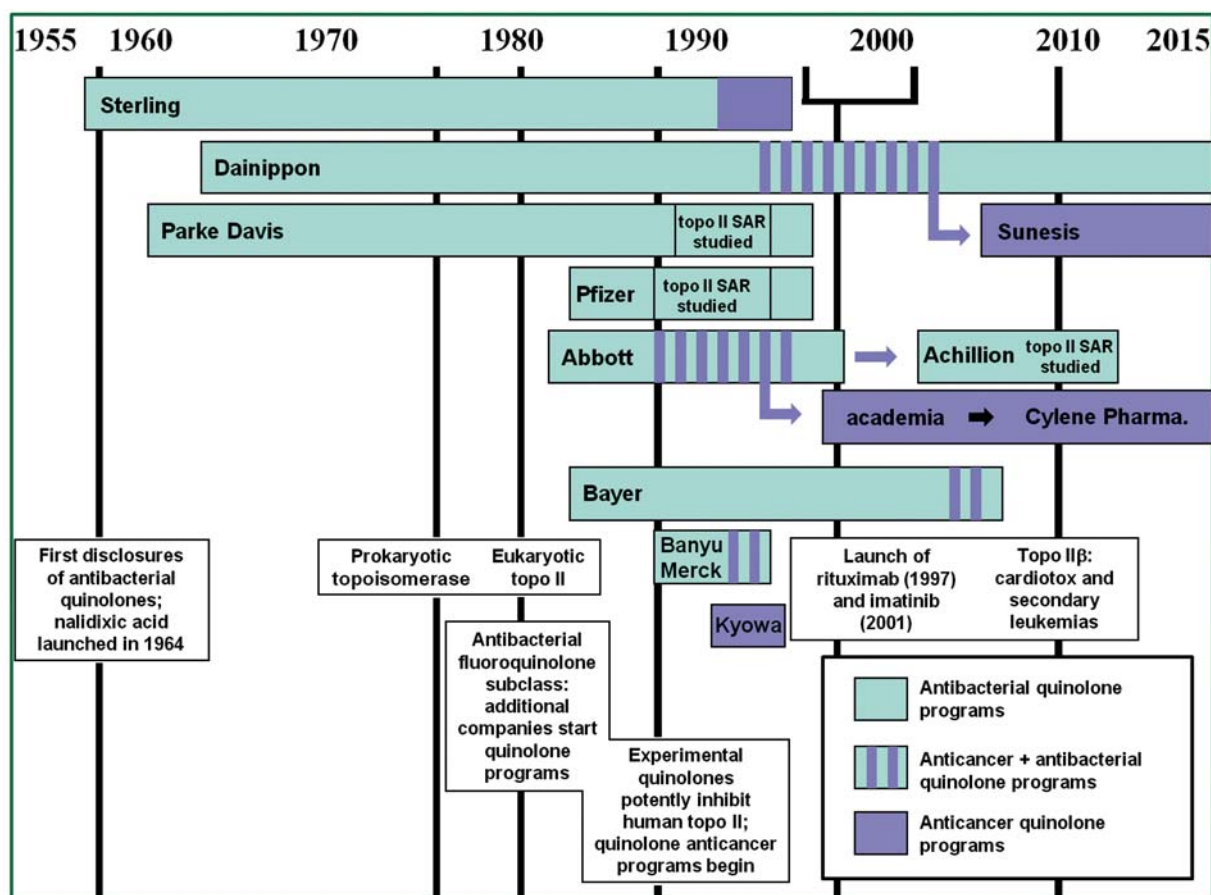 1955 1960 1970 1980 1990 2000 2010 2015
Sterling
Dainippon
Parke Davis
topo II SAR
studied
Sunesis
Pfizer
topo II SAR
studied
Abbott
Achillion
topo II SAR
studied
academia
Cylene Pharma.
Bayer
Banyu
Merck
Kyowa
First disclosures
of antibacterial
quinolones;
nalidixic acid
launched in 1964
Prokaryotic
topoisomerase
Eukaryotic
topo II
Antibacterial
fluoroquinolone
subclass:
additional
companies start
quinolone
programs
Experimental
quinolones
potently inhibit
human topo II;
quinolone anticancer
programs begin
Launch of
rituximab (1997)
and imatinib
(2001)
Topo IIβ:
cardiotox and
secondary
leukemias
Antibacterial quinolone
programs
Anticancer + antibacterial
quinolone programs
Anticancer quinolone
programs